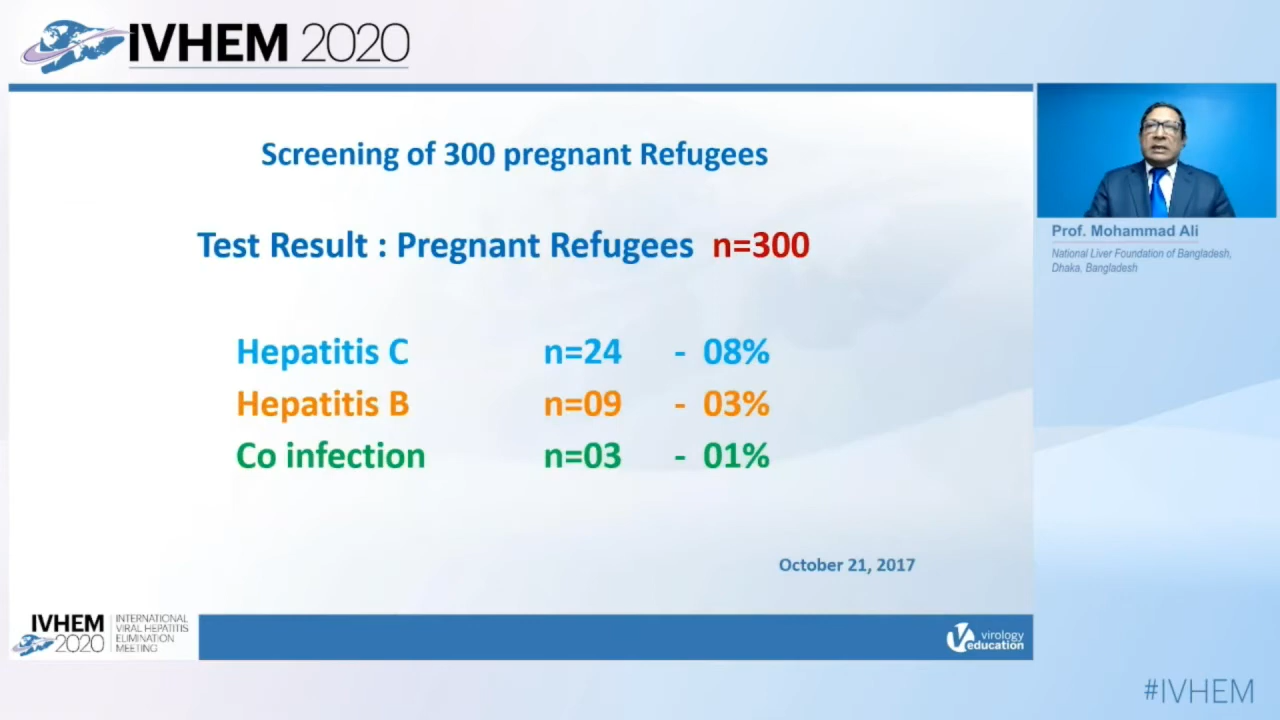 IVHEM 2020
Screening of 300 pregnant Refugees
Test Result : Pregnant Refugees n=300
Hepatitis C n=24 - 08%
Hepatitis B n=09 - 03%
Co infection n=03 - 01%
October 21, 2017
Prof. Mohammad Ali
National Liver Foundation of Bangladesh,
Dhaka, Bangladesh
IVHEM
2020
INTERNATIONAL
VIRAL HEPATITIS
ELIMINATION
MEETING
virology
education
#IVHEM